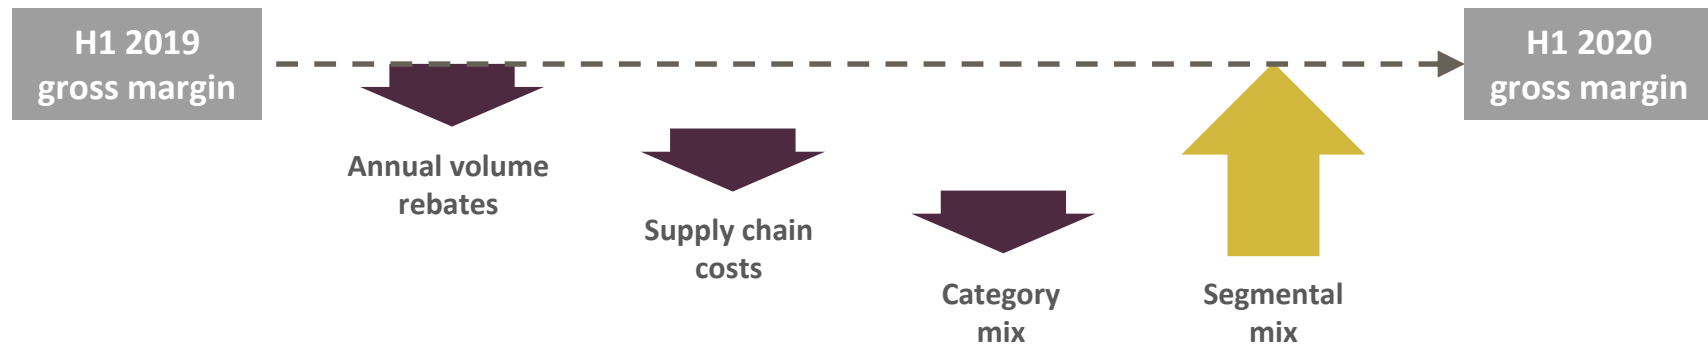 H1 2019
gross margin
H1 2020
gross margin
Annual volume
rebates
Supply chain
costs
Category
mix
Segmental
mix